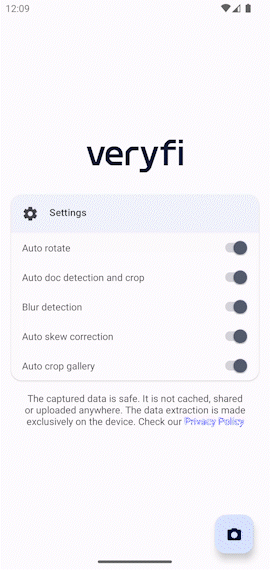 12:09
veryfi
Settings
Auto rotate
Auto doc detection and crop
Blur detection
Auto skew correction
Auto crop gallery
The captured data is safe. It is not cached, shared
or uploaded anywhere. The data extraction is made
exclusively on the device. Check our Privacy Policy